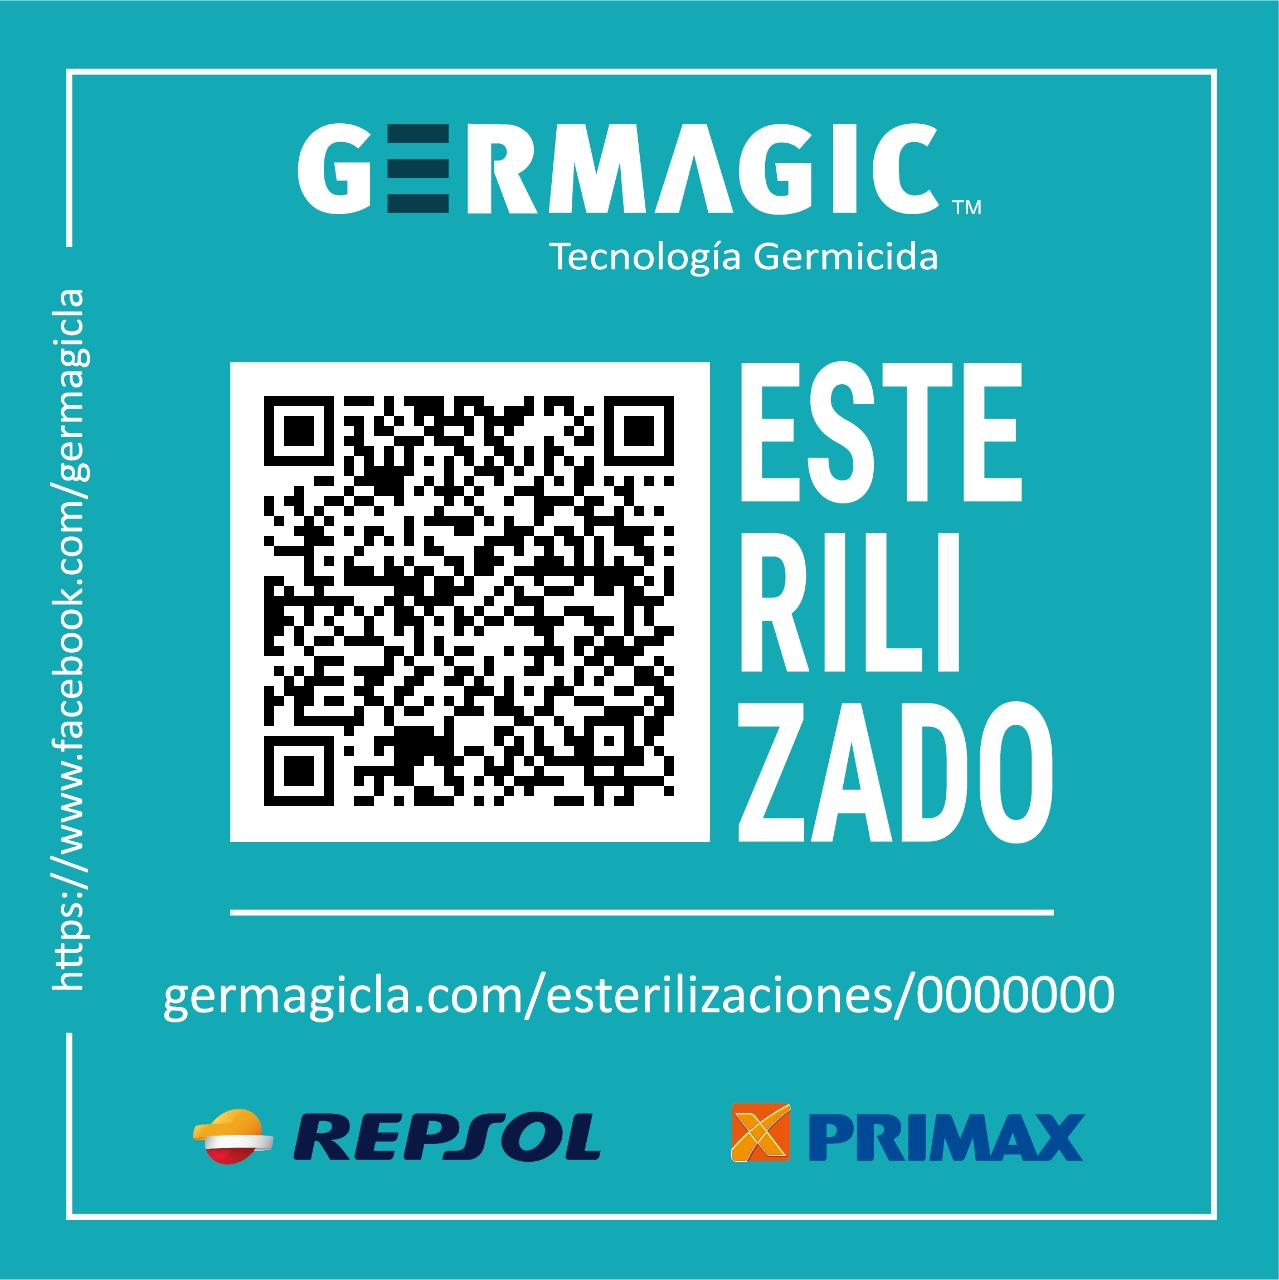 GERMAGIC™
Tecnología Germicida
https://www.facebook.com/germagicla
ESTE
RILI
ZADO
germagicla.com/esterilizaciones/0000000
REPSOL
PRIMAX